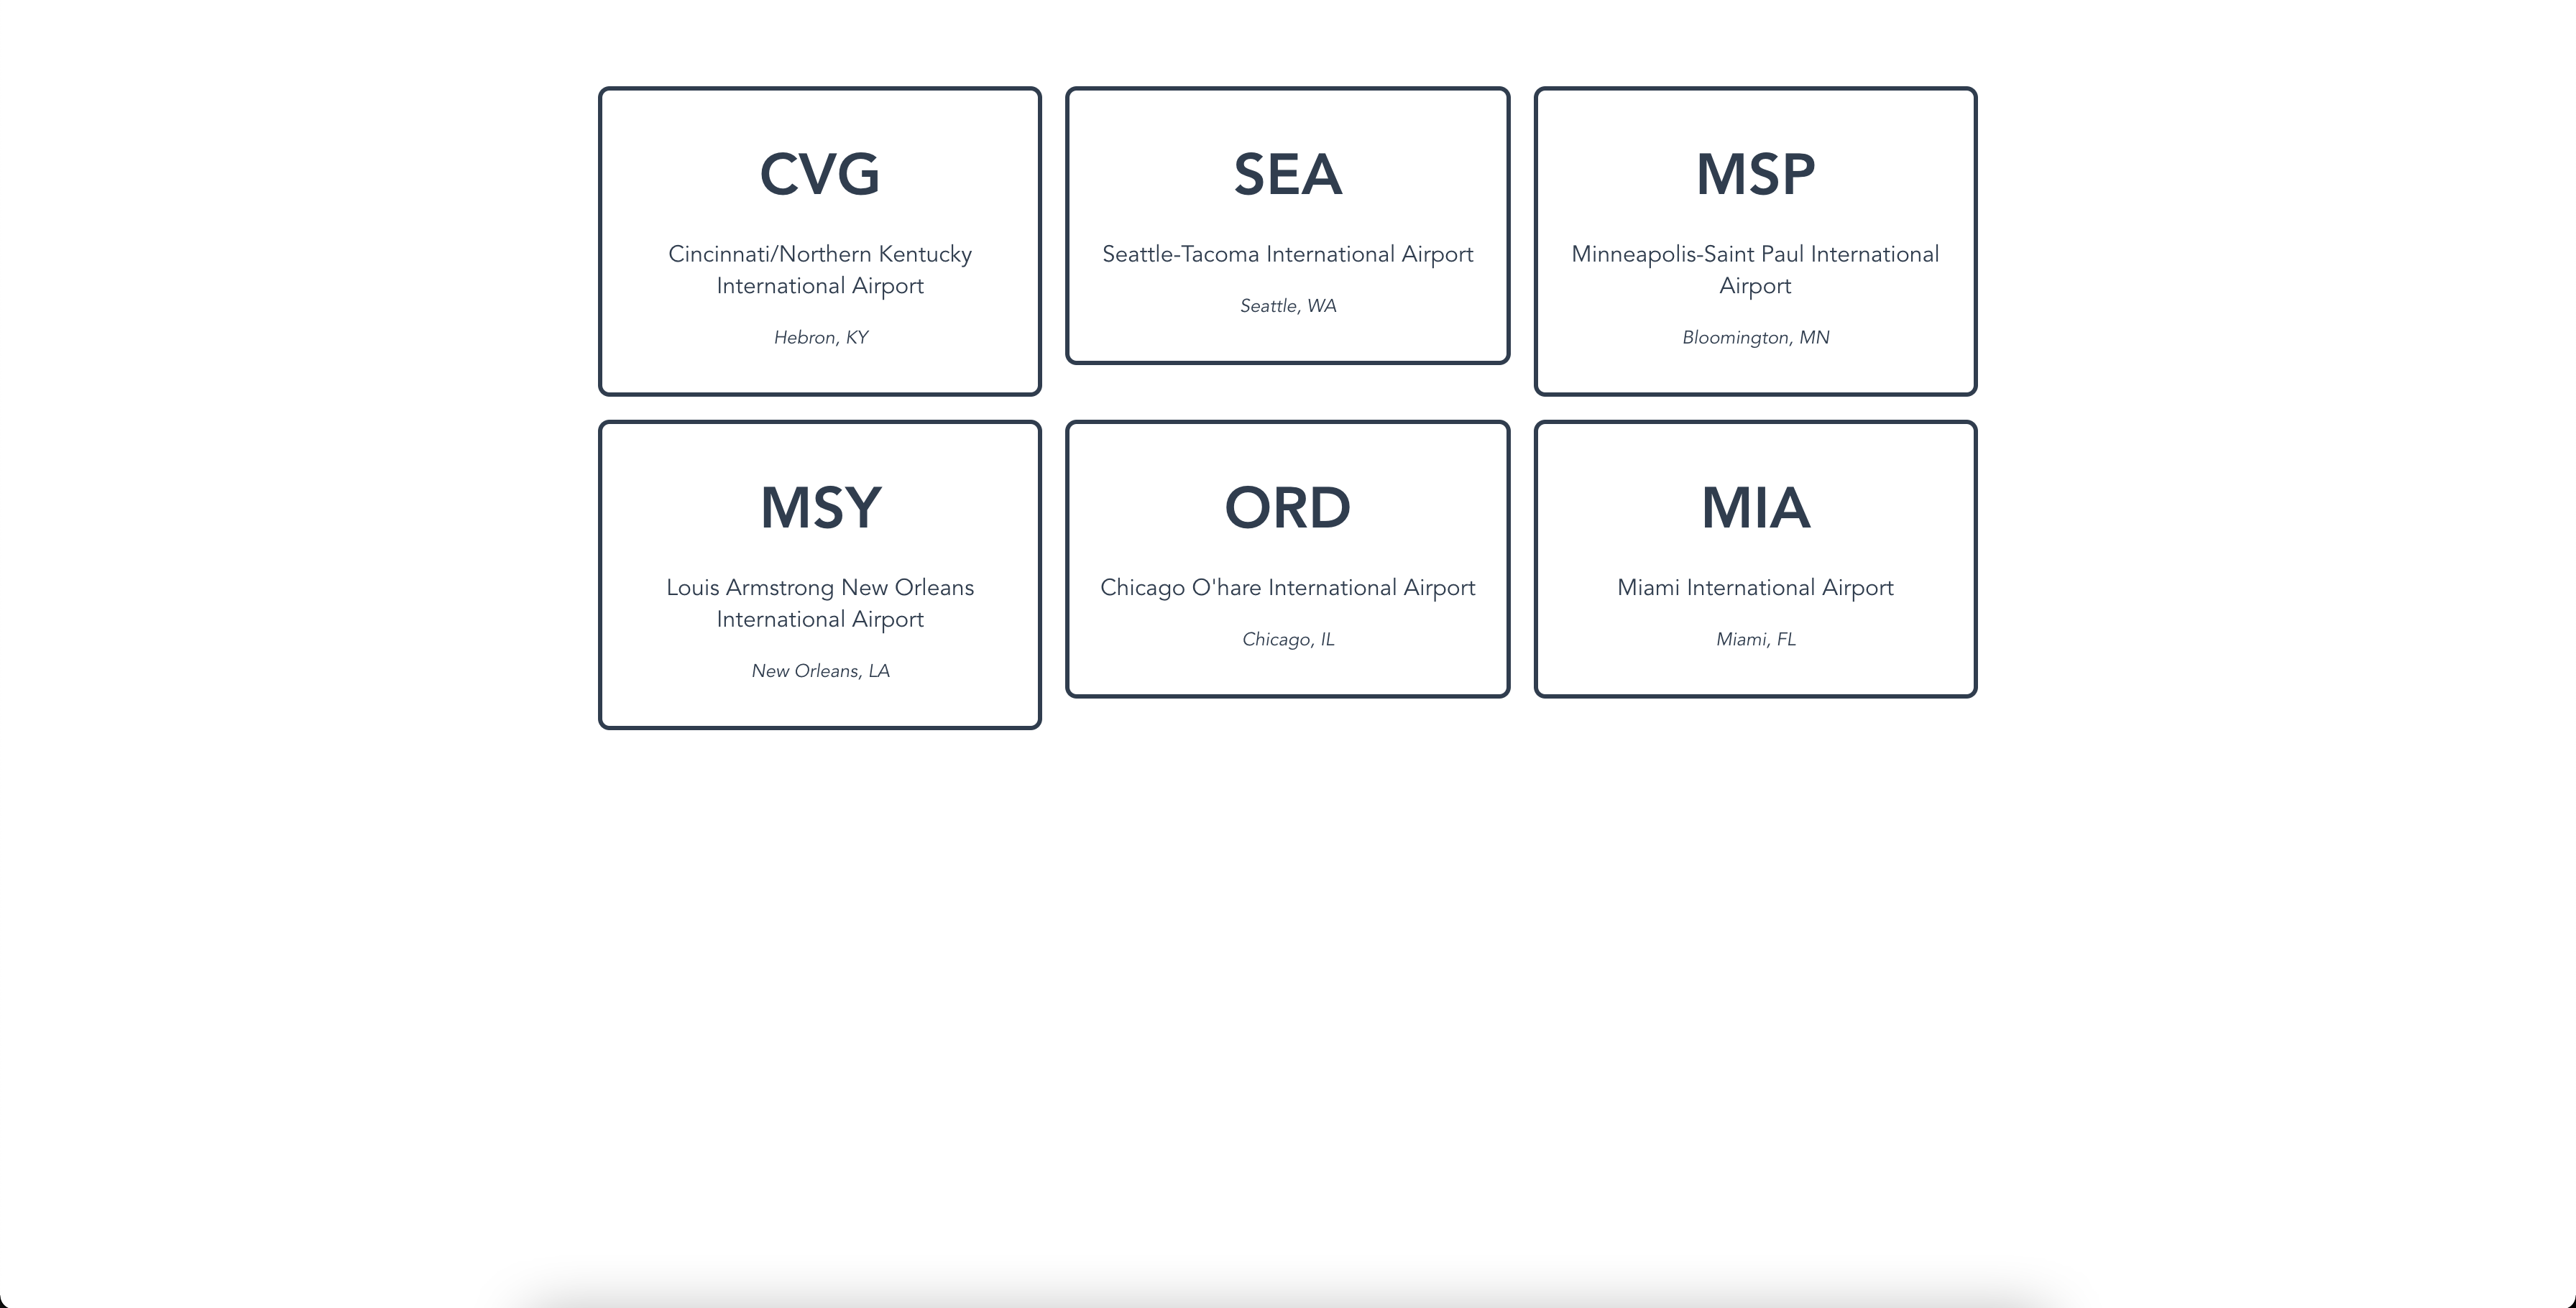 CVG
Cincinnati/Northern Kentucky
International Airport
Hebron, KY
SEA
Seattle-Tacoma International Airport
Seattle, WA
MSP
Minneapolis-Saint Paul International
Airport
Bloomington, MN
MSY
Louis Armstrong New Orleans
International Airport
New Orleans, LA
ORD
Chicago O'hare International Airport
Chicago, IL
MIA
Miami International Airport
Miami, FL